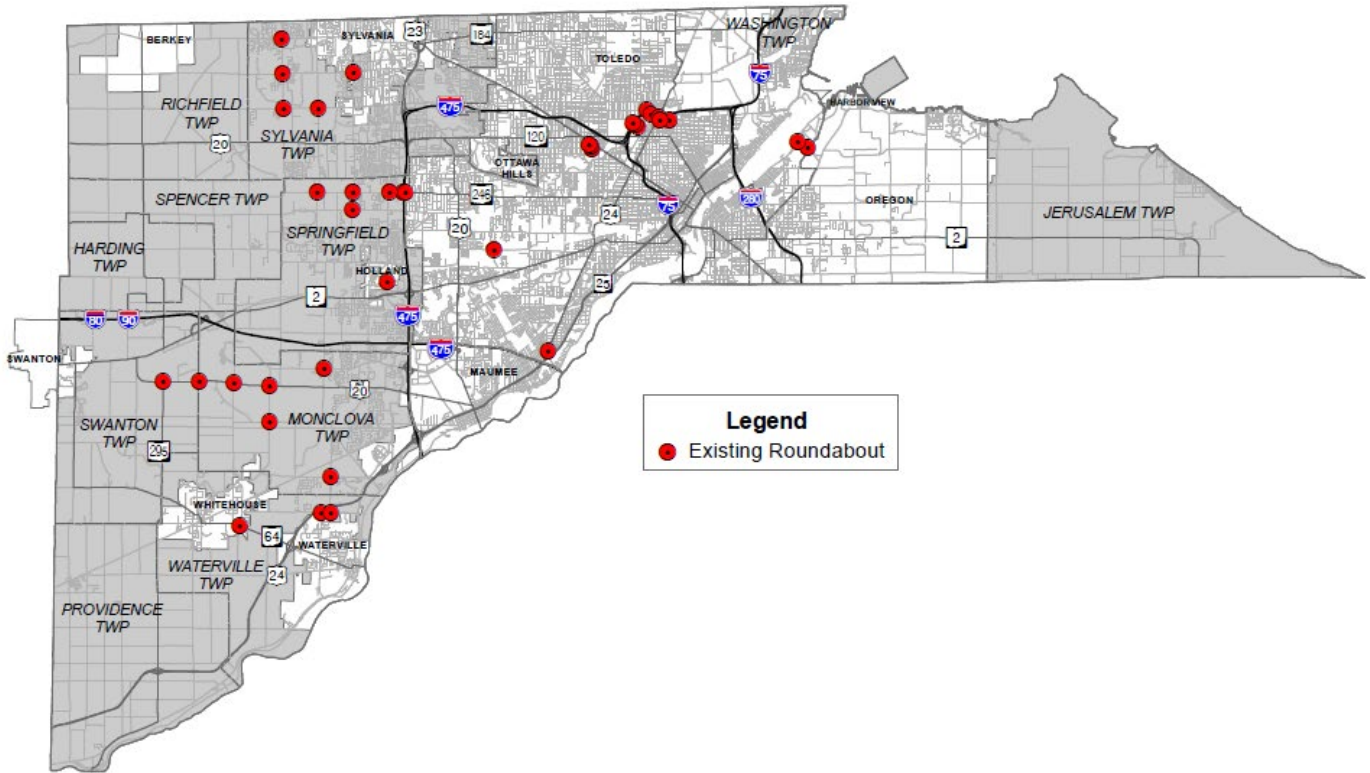 WASHINGTON
TWP
BERKEY
SYLVANIA
23
184
TOLEDO
75
HARBOR VIEW
RICHFIELD
TWP
475
20
SYLVANIA
TWP
120
OTTAWA
HILLS
SPENCER TWP
246
24
75
280
OREGON
JERUSALEM TWP
SPRINGFIELD
TWP
20
2
HARDING
TWP
HOLLAND
25
2
80
90
475
475
SWANTON
MAUMEE
20
SWANTON
TWP
MONCLOVA
TWP
295
Legend
Existing Roundabout
WHITEHOUSE
64
WATERVILLE
WATERVILLE
TWP
24
PROVIDENCE
TWP